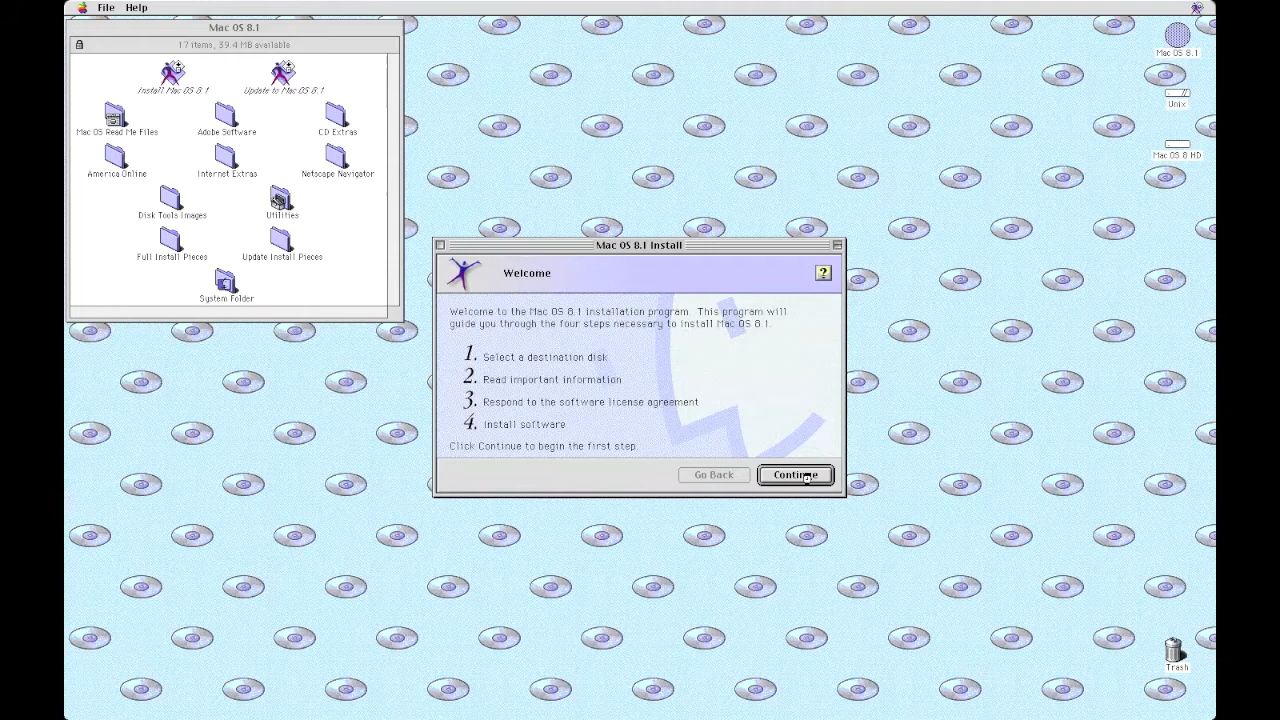 File Help
Mac OS 8.1
17 items, 39.4 MB available
Install Mac OS 8.1
Update to Mac OS 8.1
Mac OS Read Me Files
Adobe Software
CD Extras
America Online
Internet Extras
Netscape Navigator
Disk Tools Images
Utilities
Full Install Pieces
Update Install Pieces
System Folder
Mac OS 8.1
Unix
Mac OS 8 HD
Mac OS 8.1 Install
Welcome
?
Welcome to the Mac OS 8.1 installation program. This program will
guide you through the four steps necessary to install Mac OS 8.1.
1. Select a destination disk
2. Read important information
3. Respond to the software license agreement
4. Install software
Click Continue to begin the first step.
Go Back
Continue
Trash